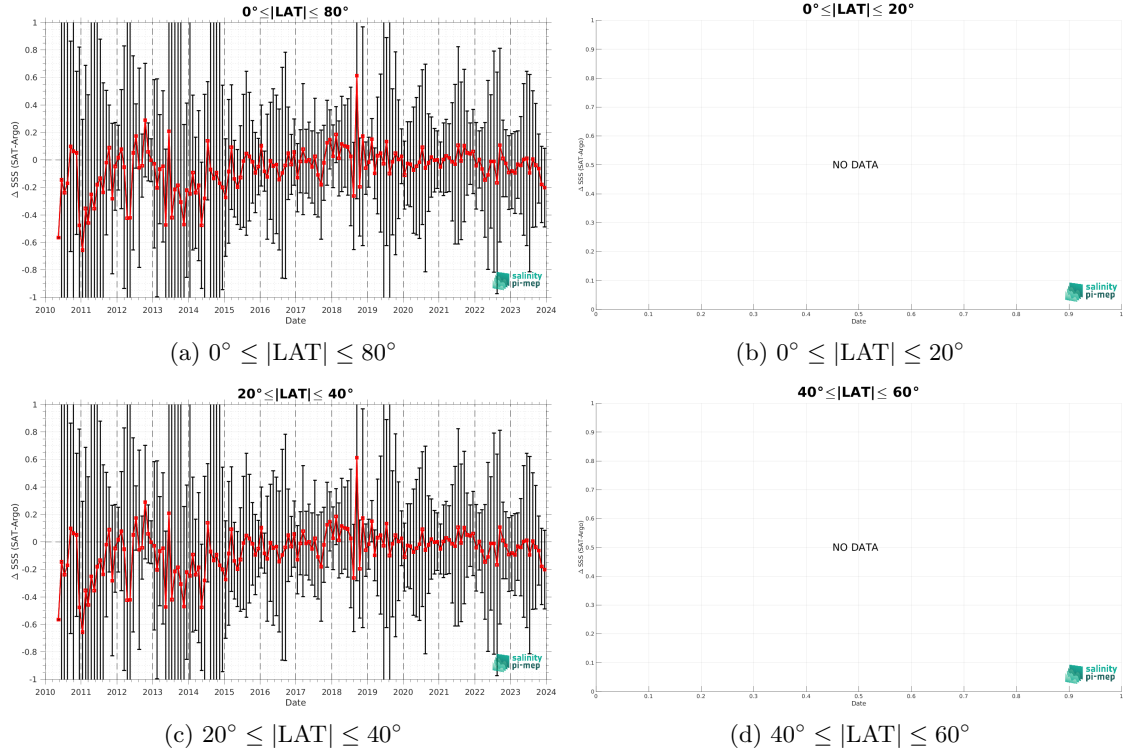 0°≤|LAT|≤ 80°
1
0.8
0.6
0.4
0.2
0
-0.2
-0.4
-0.6
-0.8
-1
Δ SSS (SAT-Argo)
2010 2011 2012 2013 2014 2015 2016 2017 2018 2019 2020 2021 2022 2023 2024
Date
salinity
pi-mep
(a) 0° ≤ |LAT| ≤ 80°
0°≤|LAT|≤ 20°
1
0.9
0.8
0.7
0.6
0.5
0.4
0.3
0.2
0.1
0
Δ SSS (SAT-Argo)
NO DATA
0 0.1 0.2 0.3 0.4 0.5 0.6 0.7 0.8 0.9 1
Date
salinity
pi-mep
(b) 0° ≤ |LAT| ≤ 20°
20°≤|LAT|≤ 40°
1
0.8
0.6
0.4
0.2
0
-0.2
-0.4
-0.6
-0.8
-1
Δ SSS (SAT-Argo)
2010 2011 2012 2013 2014 2015 2016 2017 2018 2019 2020 2021 2022 2023 2024
Date
salinity
pi-mep
(c) 20° ≤ |LAT| ≤ 40°
40°≤|LAT|≤ 60°
1
0.9
0.8
0.7
0.6
0.5
0.4
0.3
0.2
0.1
0
Δ SSS (SAT-Argo)
NO DATA
0 0.1 0.2 0.3 0.4 0.5 0.6 0.7 0.8 0.9 1
Date
salinity
pi-mep
(d) 40° ≤ |LAT| ≤ 60°